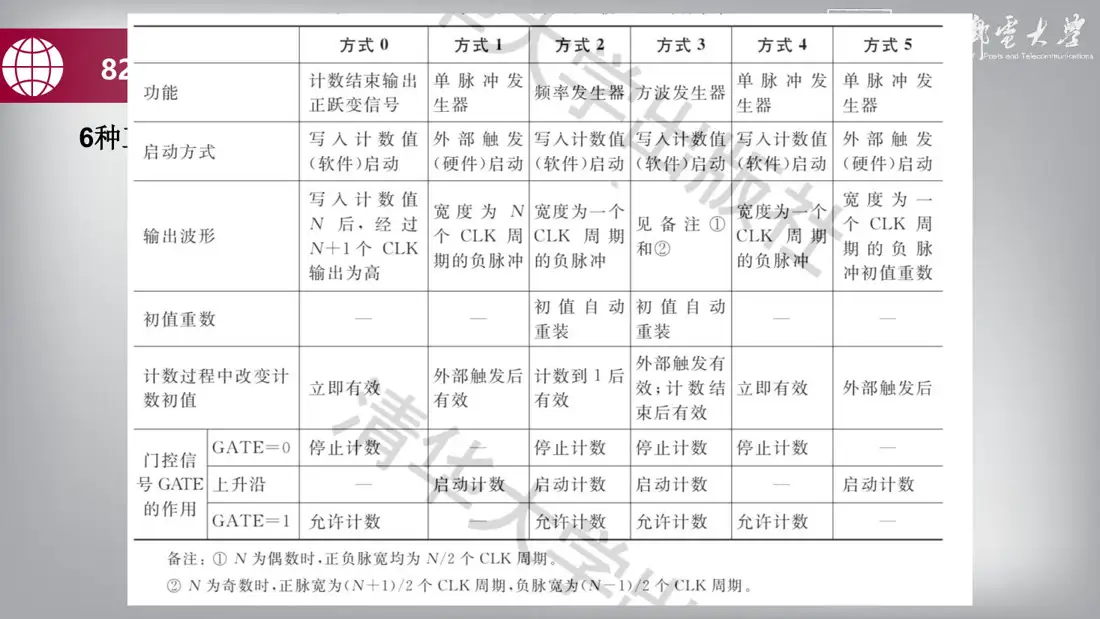 82
郵電大学
Posts and Telecommunications
6种工
方式 0 方式 1 方式 2 方式 3 方式 4 方式 5
功能 计数结束输出正跃变信号 单脉冲发生器 频率发生器 方波发生器 单脉冲发生器 单脉冲发生器
启动方式 写入计数值(软件)启动 外部触发(硬件)启动 写入计数值(软件)启动 写入计数值(软件)启动 写入计数值(软件)启动 外部触发(硬件)启动
输出波形 写入计数值 N 后,经过 N+1个 CLK 输出为高 宽度为 N 个 CLK 周期的负脉冲 宽度为一个 CLK 周期的负脉冲 见备注①和② 宽度为一个 CLK 周期的负脉冲 宽度为一个 CLK 周期的负脉冲初值重数
初值重数 — — 初值自动重装 初值自动重装 — —
计数过程中改变计数初值 立即有效 外部触发后有效 计数到 1 后有效 外部触发有效;计数结束后有效 立即有效 外部触发后
门控信号 GATE 的作用
GATE=0 停止计数 — 停止计数 停止计数 停止计数 —
上升沿 — 启动计数 启动计数 启动计数 — 启动计数
GATE=1 允许计数 — 允许计数 允许计数 允许计数 —
备注:① N 为偶数时,正负脉宽均为 N/2 个 CLK 周期。
② N 为奇数时,正脉宽为(N+1)/2 个 CLK 周期,负脉宽为(N−1)/2 个 CLK 周期。
大学出版社
清华大学出